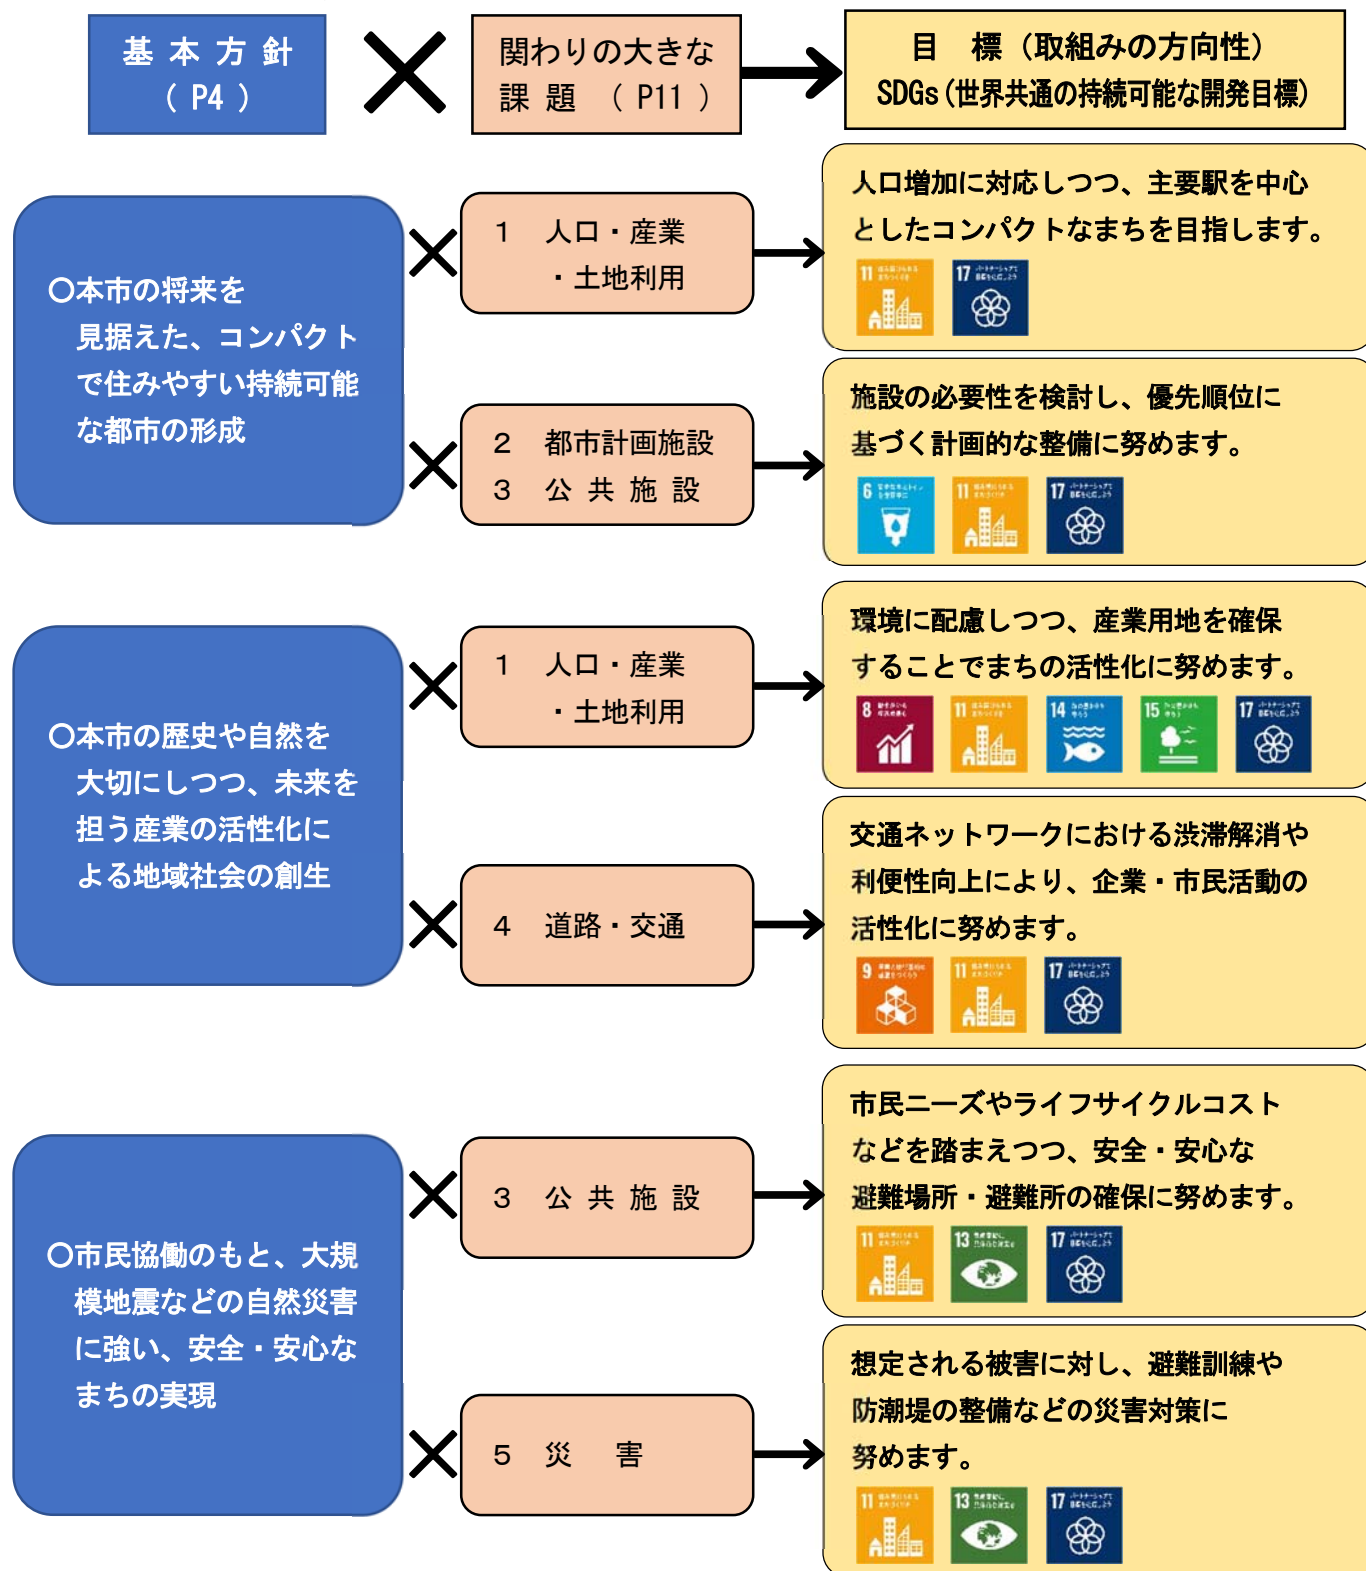 基本方針
（P4）
関わりの大きな
課題（P11）
目　標（取組みの方向性）
SDGs（世界共通の持続可能な開発目標）
〇本市の将来を
見据えた、コンパクト
で住みやすい持続可能
な都市の形成
1　人口・産業
・土地利用
人口増加に対応しつつ、主要駅を中心
としたコンパクトなまちを目指します。
11
17
2　都市計画施設
3　公共施設
施設の必要性を検討し、優先順位に
基づく計画的な整備に努めます。
6
11
17
〇本市の歴史や自然を
大切にしつつ、未来を
担う産業の活性化に
よる地域社会の創生
1　人口・産業
・土地利用
環境に配慮しつつ、産業用地を確保
することでまちの活性化に努めます。
8
11
14
15
17
4　道路・交通
交通ネットワークにおける渋滞解消や
利便性向上により、企業・市民活動の
活性化に努めます。
9
11
17
〇市民協働のもと、大規
模地震などの自然災害
に強い、安全・安心な
まちの実現
3　公共施設
市民ニーズやライフサイクルコスト
などを踏まえつつ、安全・安心な
避難場所・避難所の確保に努めます。
11
13
17
5　災　害
想定される被害に対し、避難訓練や
防潮堤の整備などの災害対策に
努めます。
11
13
17